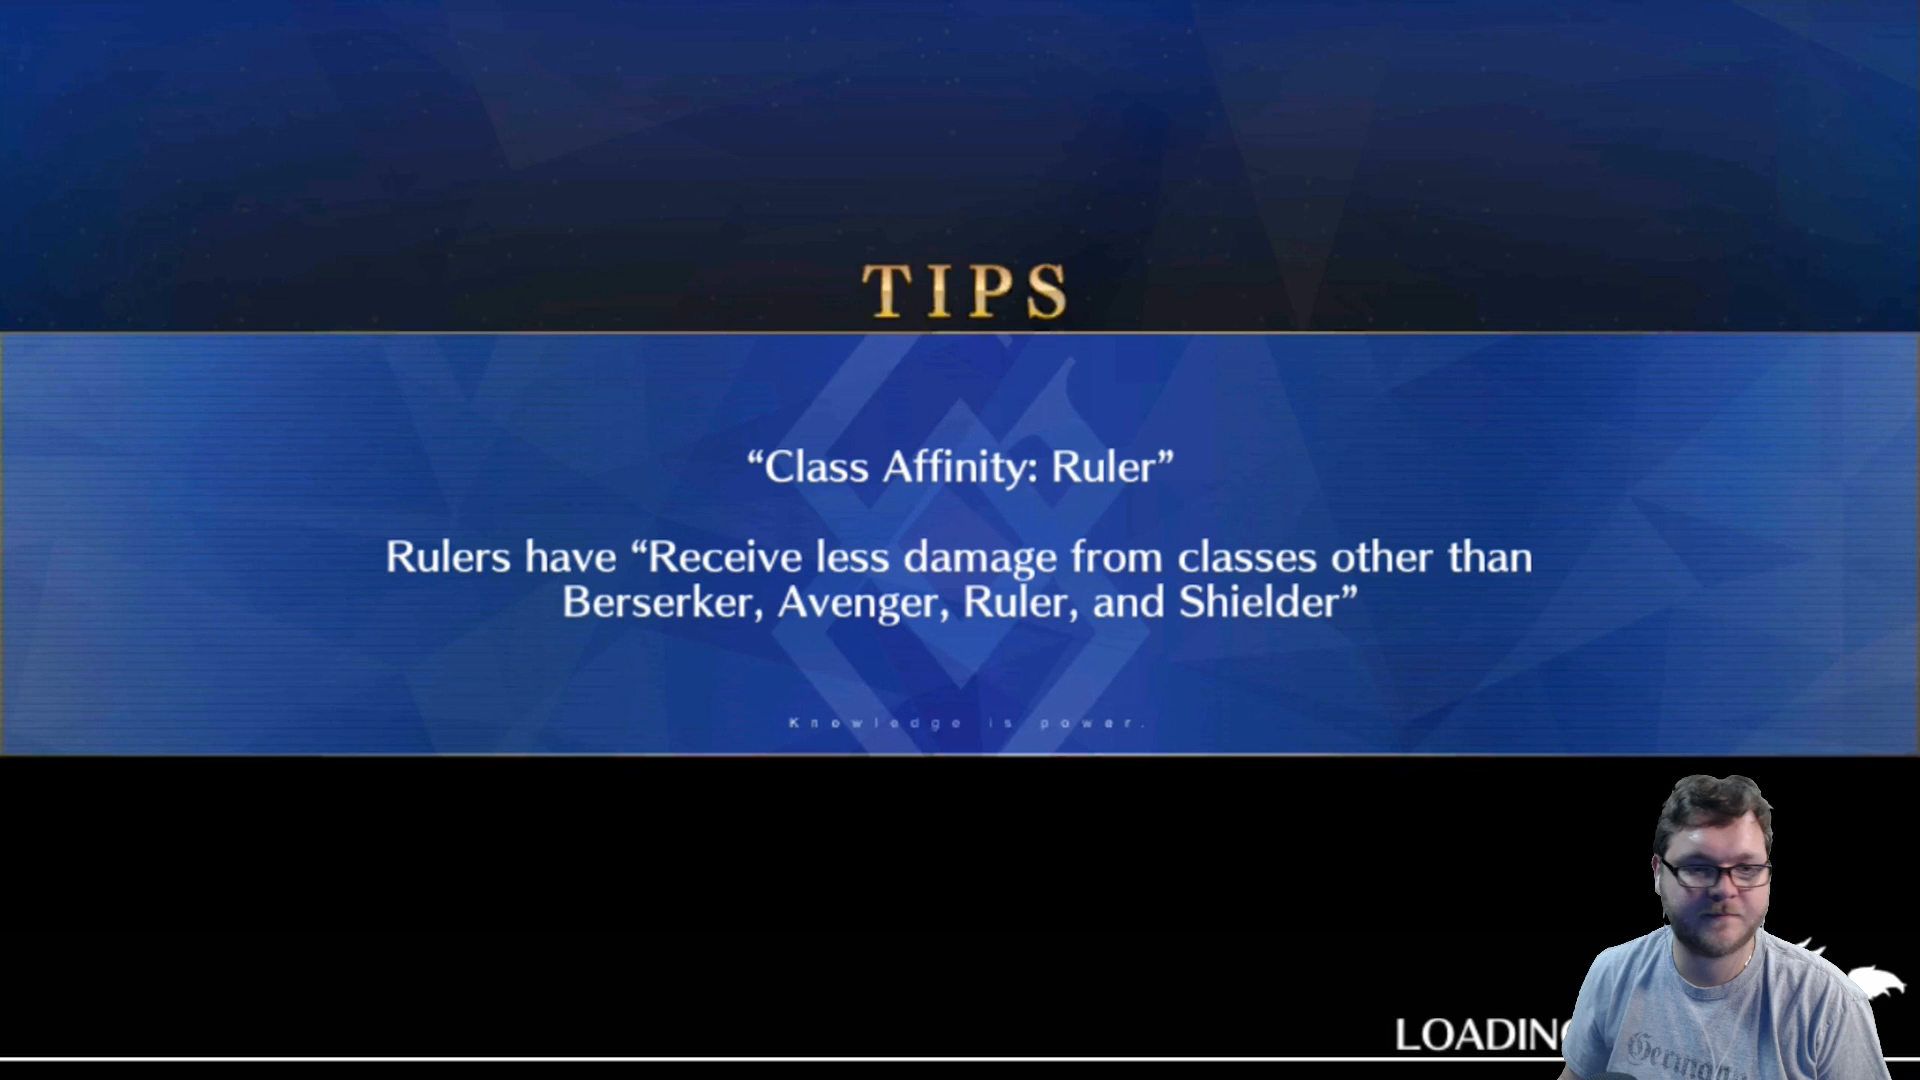 TIPS
“Class Affinity: Ruler”
Rulers have “Receive less damage from classes other than
Berserker, Avenger, Ruler, and Shielder”
Knowledge is power.
LOADING